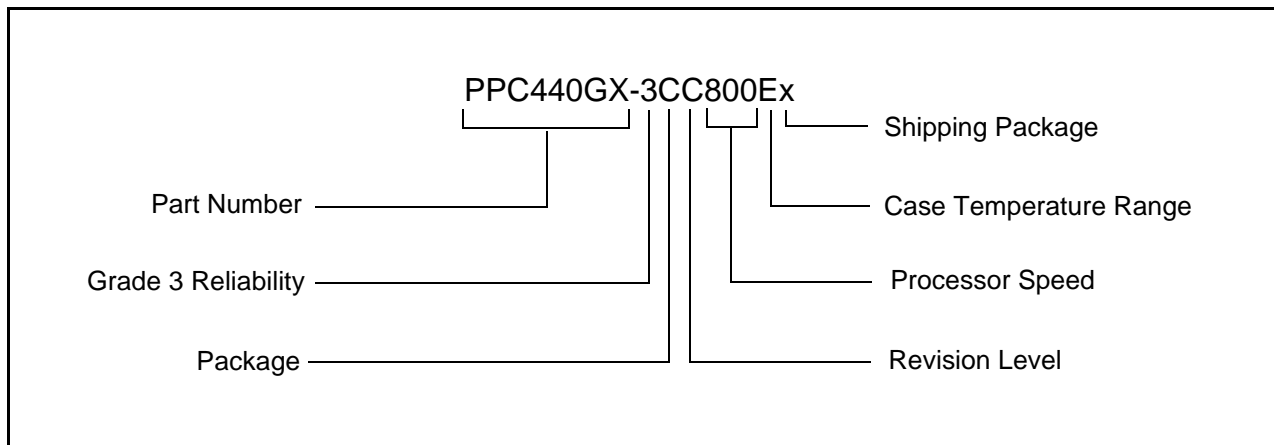 PPC440GX-3CC800Ex
Shipping Package
Part Number
Case Temperature Range
Grade 3 Reliability
Processor Speed
Package
Revision Level